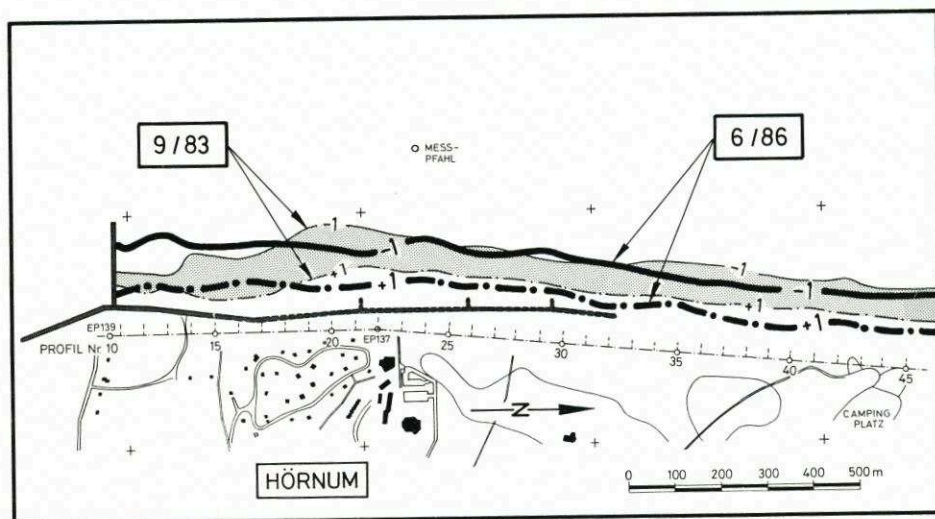 9 / 83
MESS-
PFAHL
6 / 86
-1
-1
-1
-1
+1
+1
+1
+1
EP139
PROFIL Nr. 10
15
20
EP137
25
30
35
40
45
N
CAMPING
PLATZ
HÖRNUM
0 100 200 300 400 500 m